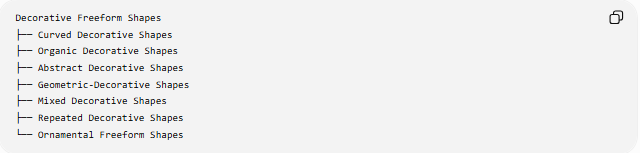 Decorative Freeform Shapes
├── Curved Decorative Shapes
├── Organic Decorative Shapes
├── Abstract Decorative Shapes
├── Geometric-Decorative Shapes
├── Mixed Decorative Shapes
├── Repeated Decorative Shapes
└── Ornamental Freeform Shapes